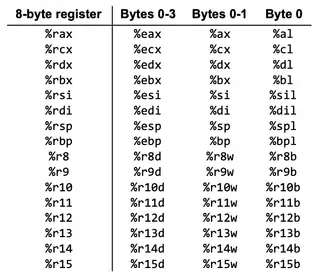 8-byte register Bytes 0-3 Bytes 0-1 Byte 0
%rax %eax %ax %al
%rcx %ecx %cx %cl
%rdx %edx %dx %dl
%rbx %ebx %bx %bl
%rsi %esi %si %sil
%rdi %edi %di %dil
%rsp %esp %sp %spl
%rbp %ebp %bp %bpl
%r8 %r8d %r8w %r8b
%r9 %r9d %r9w %r9b
%r10 %r10d %r10w %r10b
%r11 %r11d %r11w %r11b
%r12 %r12d %r12w %r12b
%r13 %r13d %r13w %r13b
%r14 %r14d %r14w %r14b
%r15 %r15d %r15w %r15b